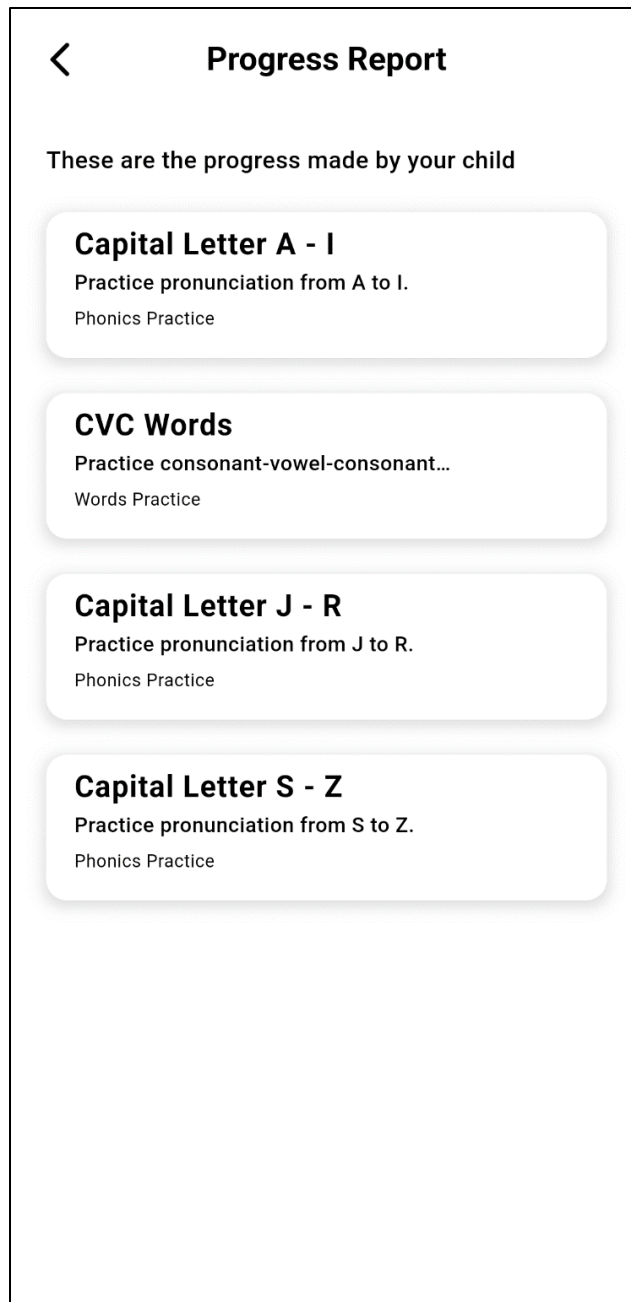 Progress Report
These are the progress made by your child
Capital Letter A - I
Practice pronunciation from A to I.
Phonics Practice
CVC Words
Practice consonant-vowel-consonant...
Words Practice
Capital Letter J - R
Practice pronunciation from J to R.
Phonics Practice
Capital Letter S - Z
Practice pronunciation from S to Z.
Phonics Practice